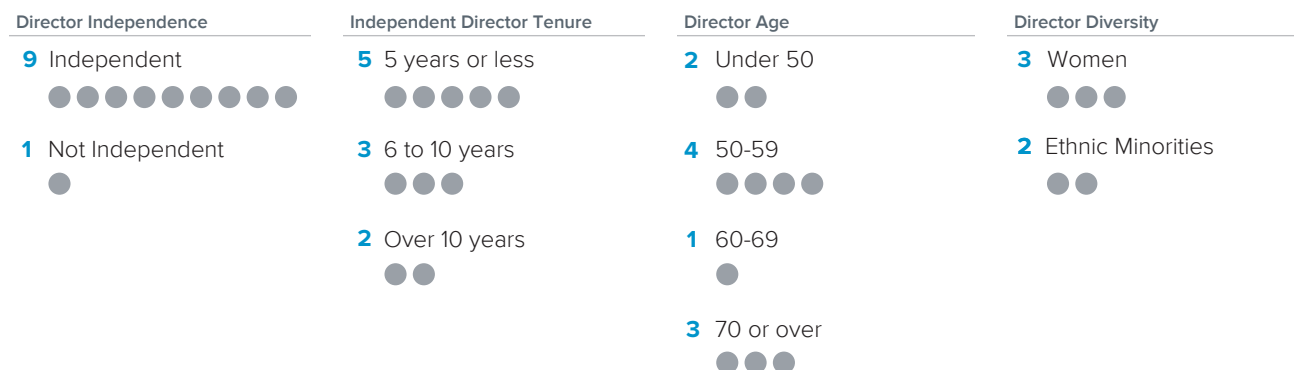 Director Independence
9 Independent
1 Not Independent
Independent Director Tenure
5 5 years or less
3 6 to 10 years
2 Over 10 years
Director Age
2 Under 50
4 50-59
1 60-69
3 70 or over
Director Diversity
3 Women
2 Ethnic Minorities